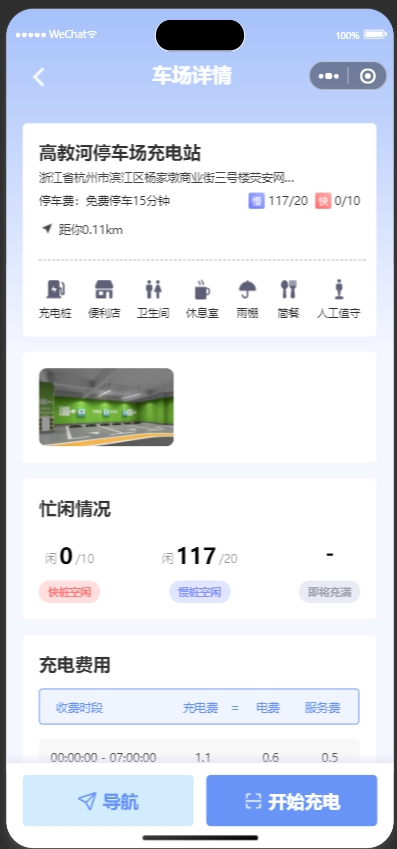 WeChat
100%
车场详情
高教河停车场充电站
浙江省杭州市滨江区杨家墩商业街三号楼荧安网...
停车费：免费停车15分钟
慢 117/20 快 0/10
距你0.11km
充电桩 便利店 卫生间 休息室 雨棚 简餐 人工值守
忙闲情况
闲 0 /10 闲 117 /20 -
快桩空闲 慢桩空闲 即将充满
充电费用
收费时段 充电费 = 电费 服务费
00:00:00 - 07:00:00 1.1 0.6 0.5
导航 开始充电